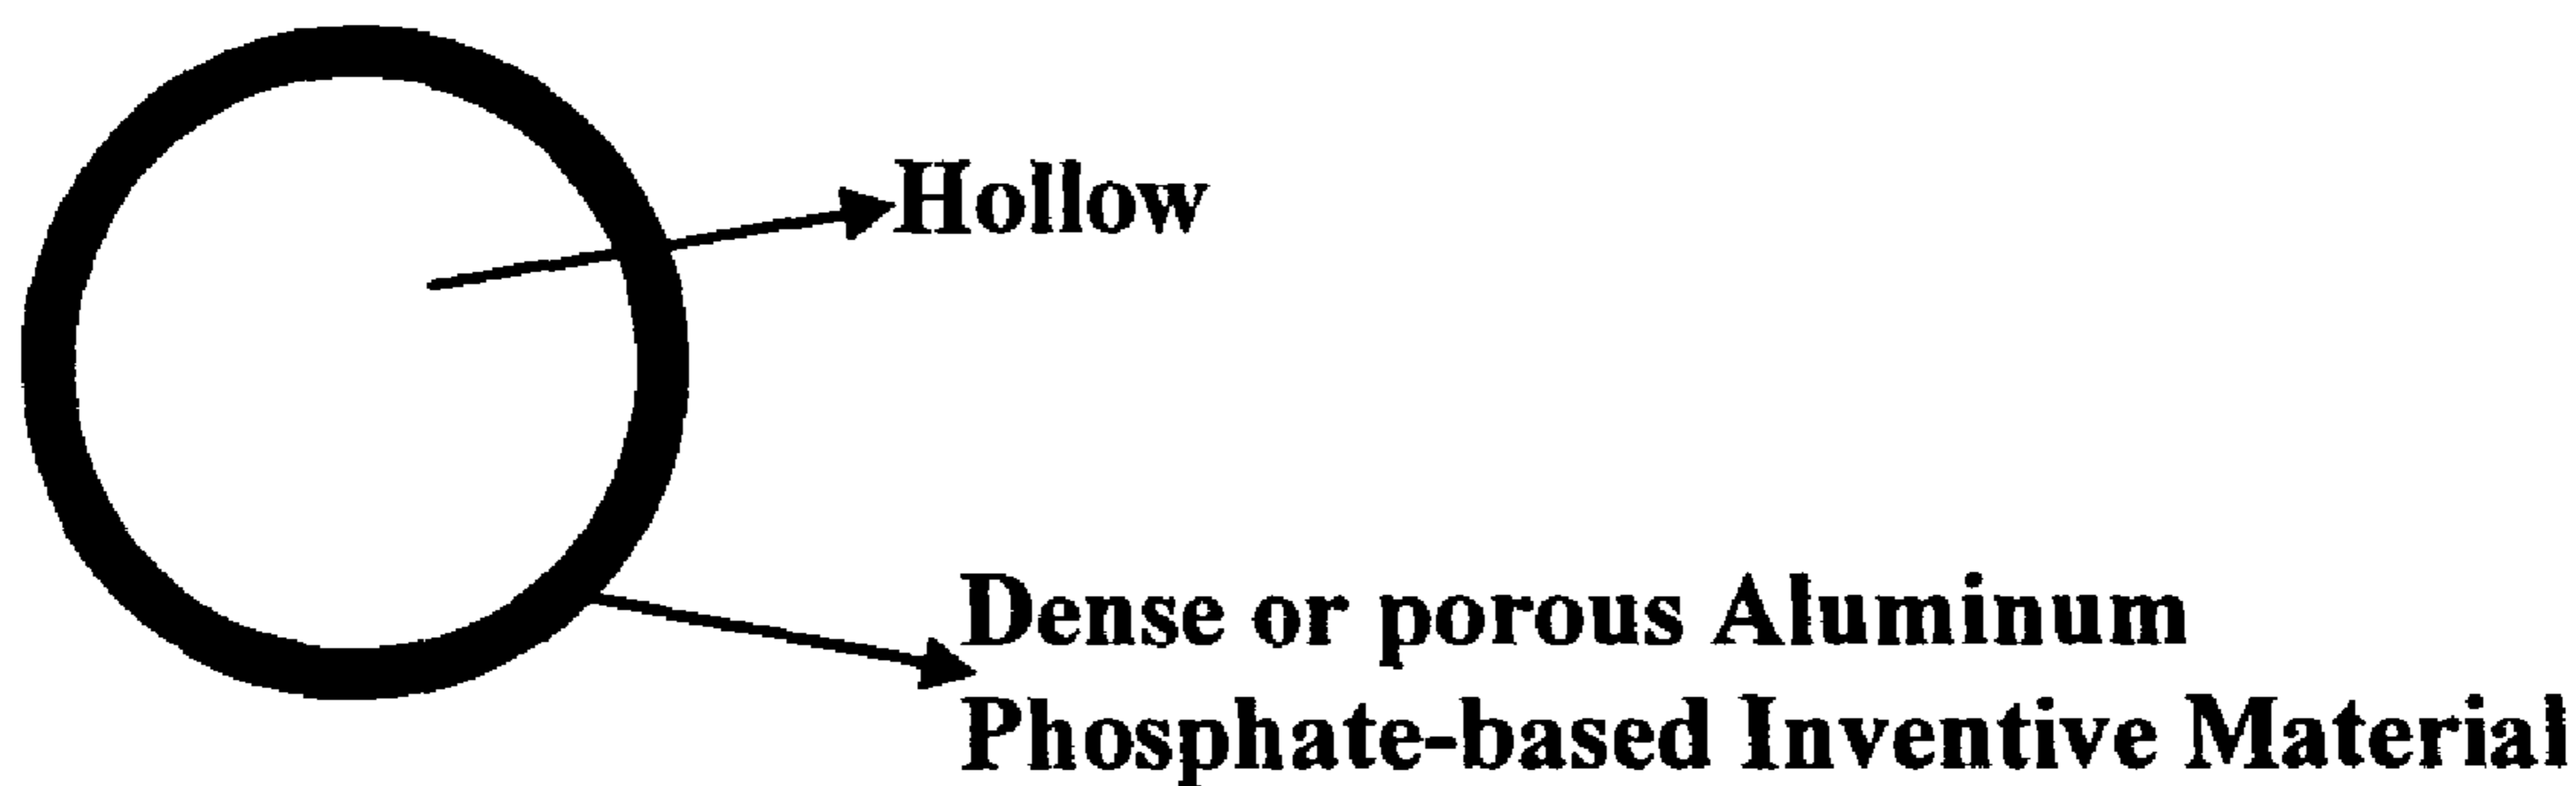 Hollow
Dense or porous Aluminum
Phosphate-based Inventive Material